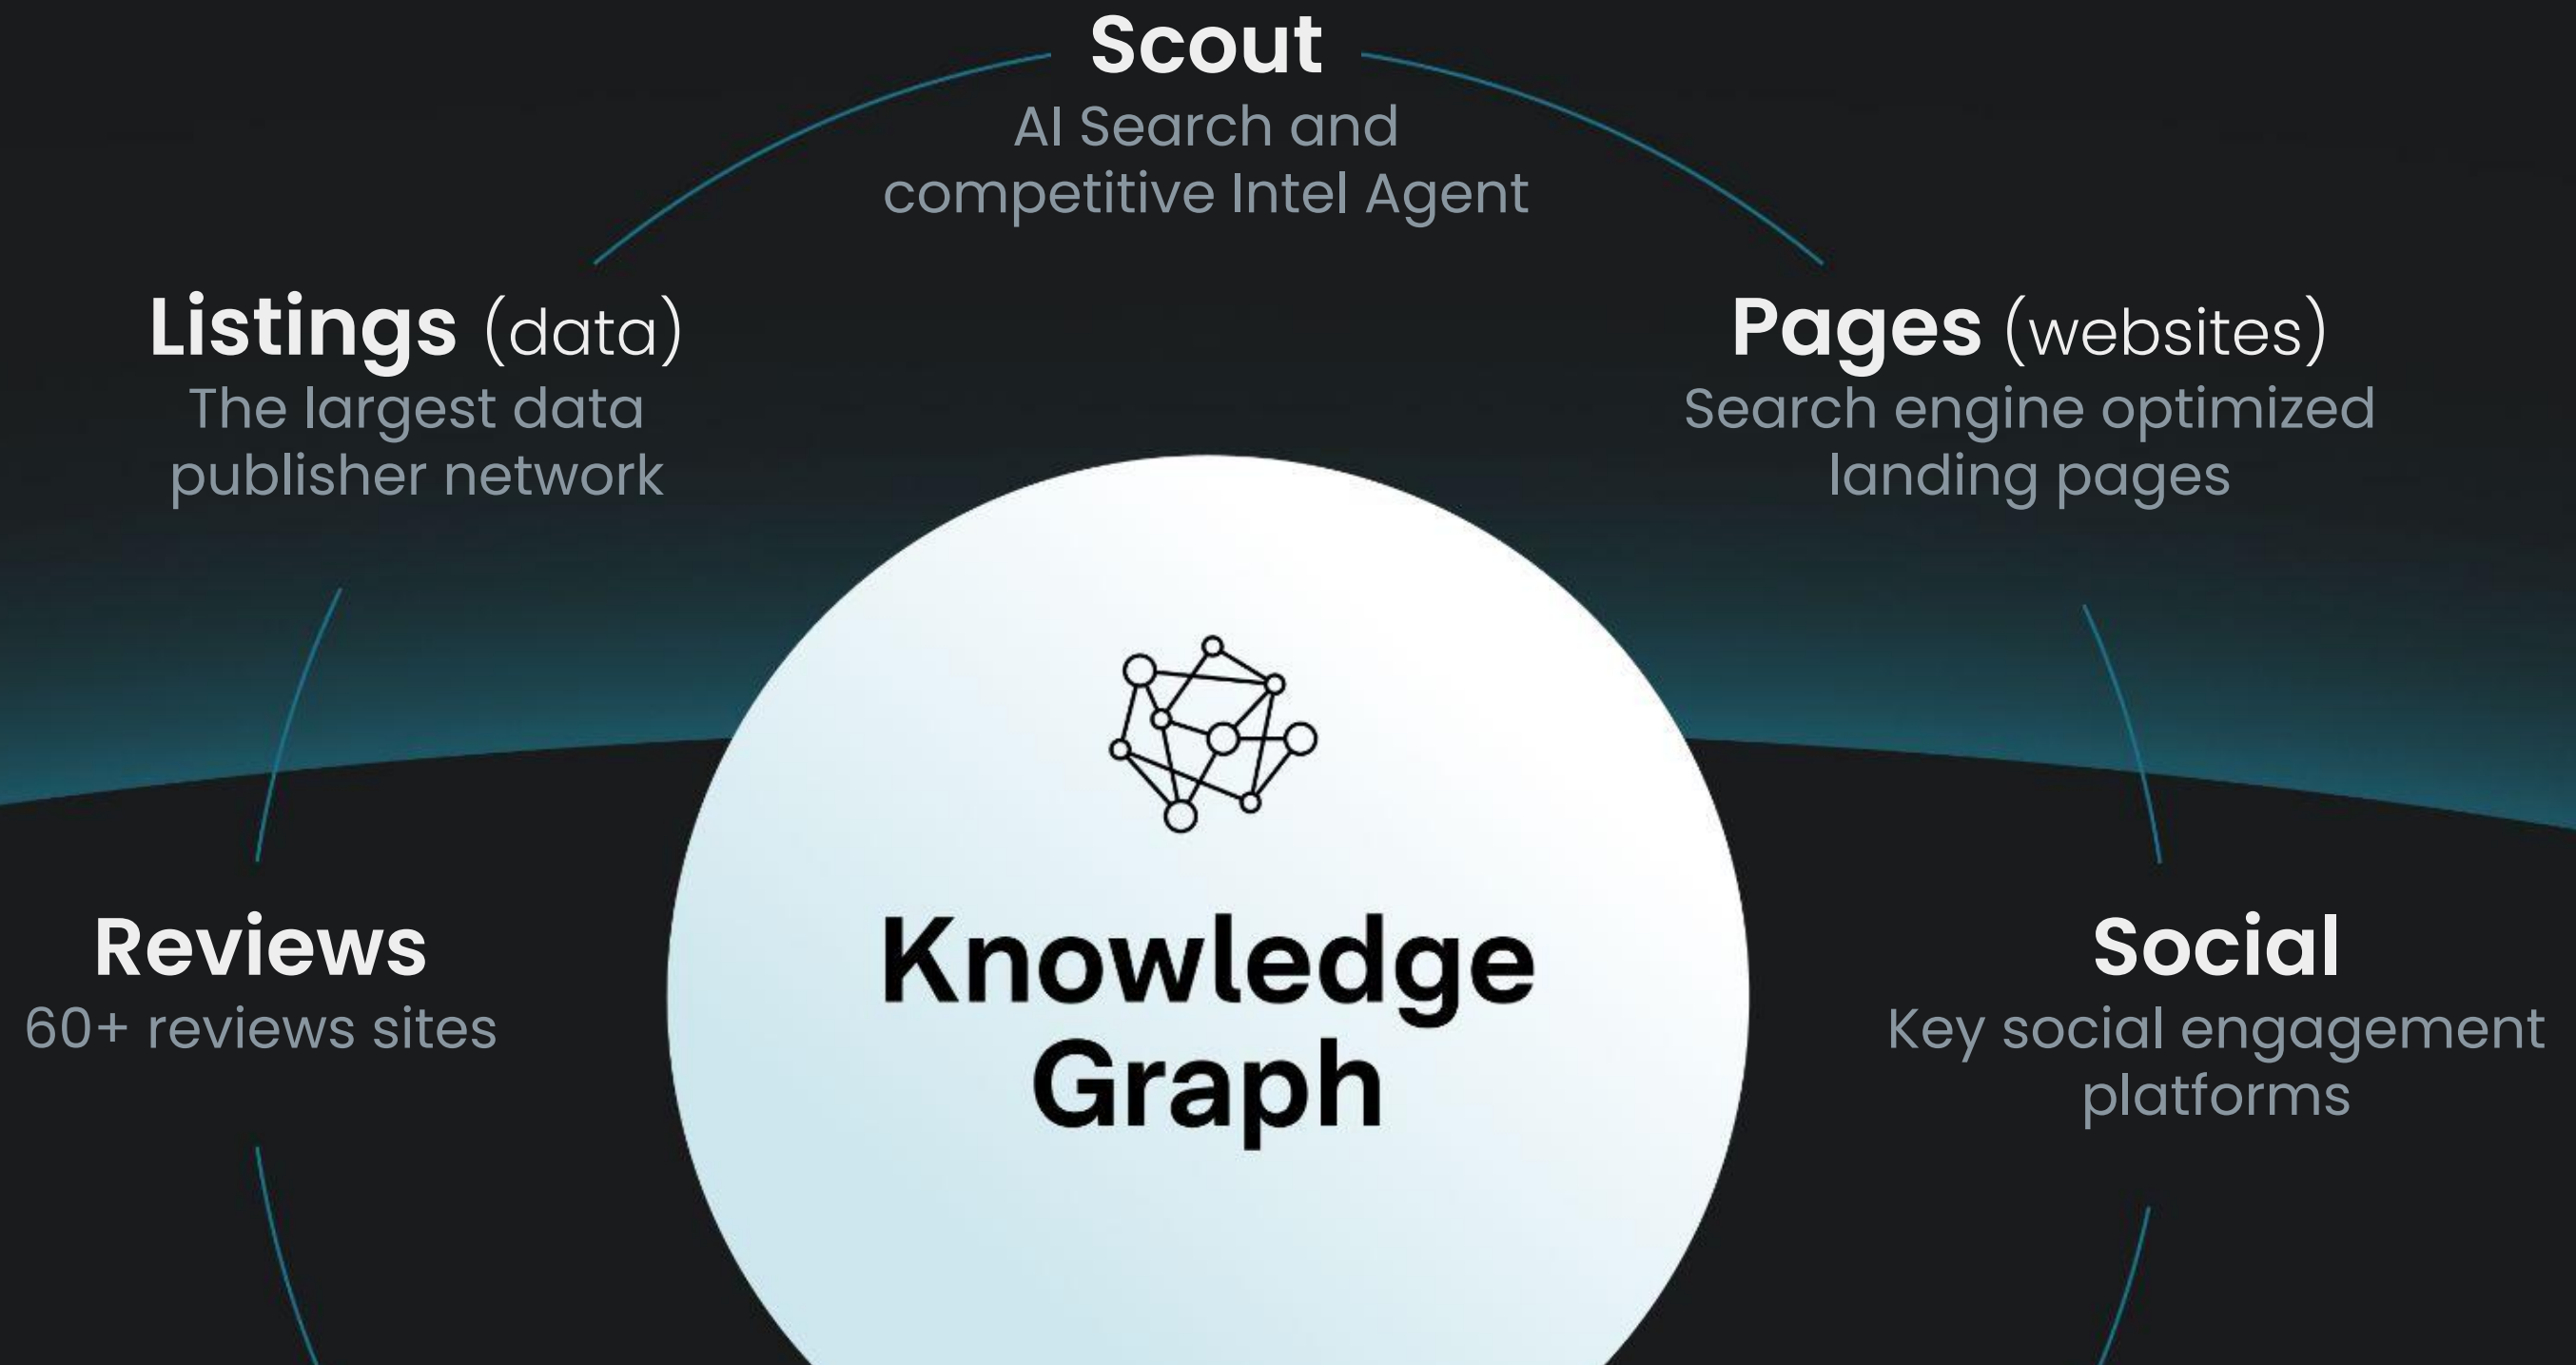 Scout
AI Search and
competitive Intel Agent
Listings (data)
The largest data
publisher network
Pages (websites)
Search engine optimized
landing pages
Reviews
60+ reviews sites
Knowledge
Graph
Social
Key social engagement
platforms